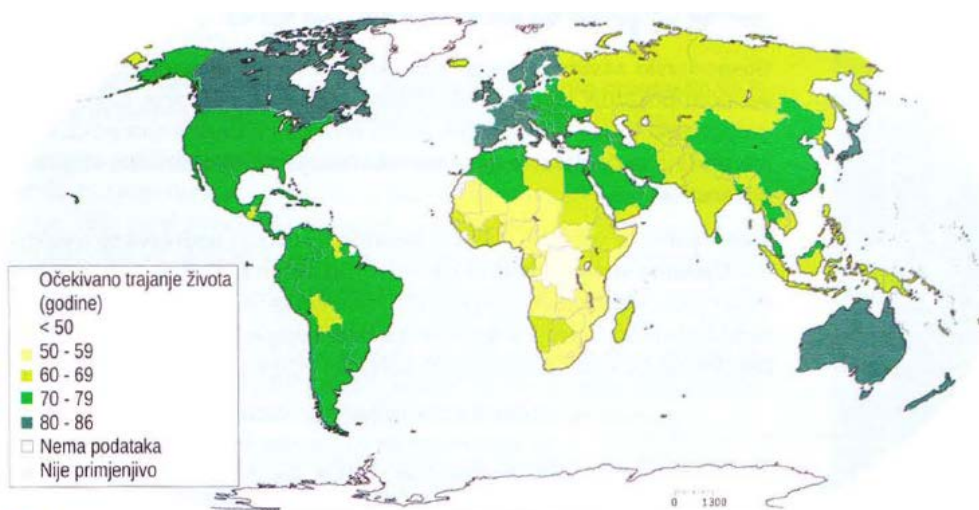 Očekivano trajanje života
(godine)
< 50
50 - 59
60 - 69
70 - 79
80 - 86
Nema podataka
Nije primjenjivo
0 1300